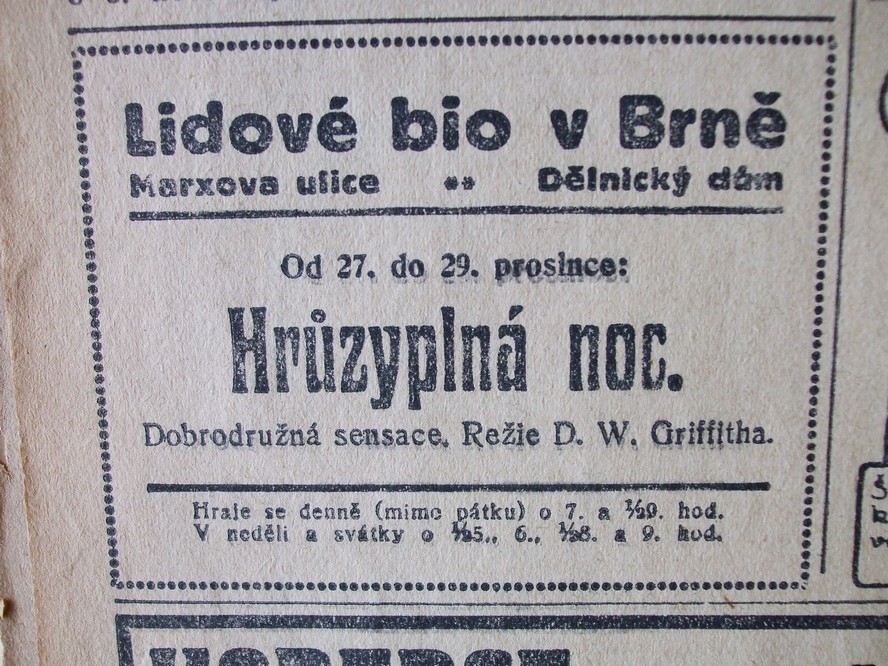 Lidové bio v Brně
Marxova ulice ** Dělnický dům
Od 27. do 29. prosince:
Hrůzyplná noc.
Dobrodružná sensace. Režie D. W. Griffitha.
Hraje se denně (mimo pátku) o 7. a ½9. hod.
V neděli a svátky o ½5., 6., ½8. a 9. hod.